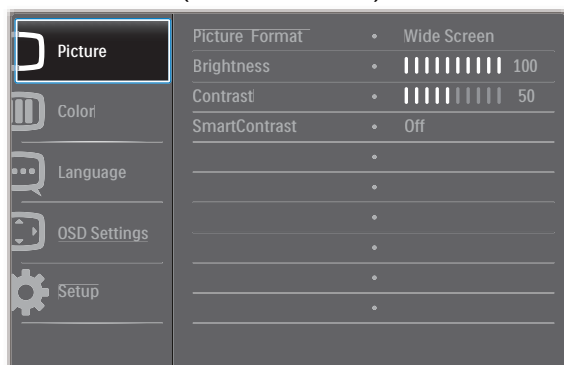 Picture
Color
Language
OSD Settings
Setup
Picture Format • Wide Screen
Brightness • 100
Contrast • 50
SmartContrast • Off
•
•
•
•
•
•